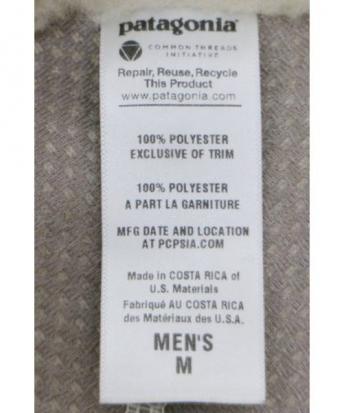 patagonia
COMMON THREADS
INITIATIVE
Repair, Reuse, Recycle
This Product
www.patagonia.com
100% POLYESTER
EXCLUSIVE OF TRIM
100% POLYESTER
A PART LA GARNITURE
MFG DATE AND LOCATION
AT PCPSIA.COM
Made in COSTA RICA of
U.S. Materials
Fabriqué AU COSTA RICA
des Matériaux des U.S.A.
MEN'S
M